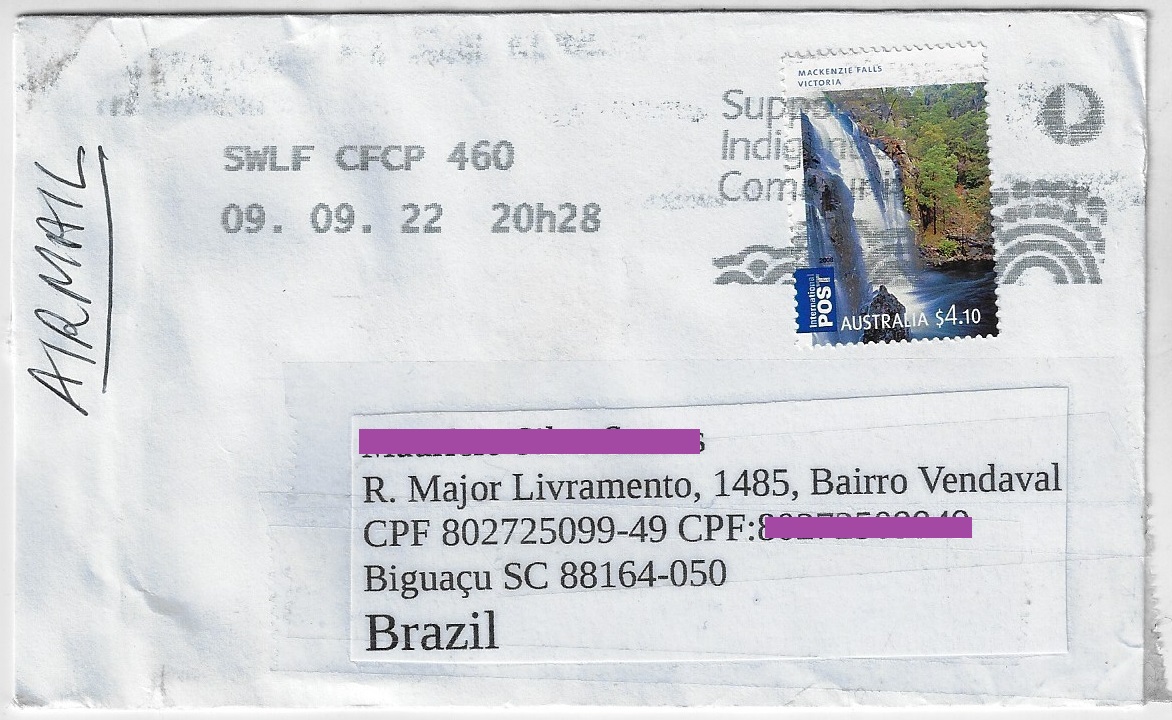 AIRMAIL
SWLF CFCP 460
09. 09. 22 20h28
MACKENZIE FALLS
VICTORIA
2008
International
POST
AUSTRALIA $4.10
R. Major Livramento, 1485, Bairro Vendaval
CPF 802725099-49 CPF:
Biguaçu SC 88164-050
Brazil